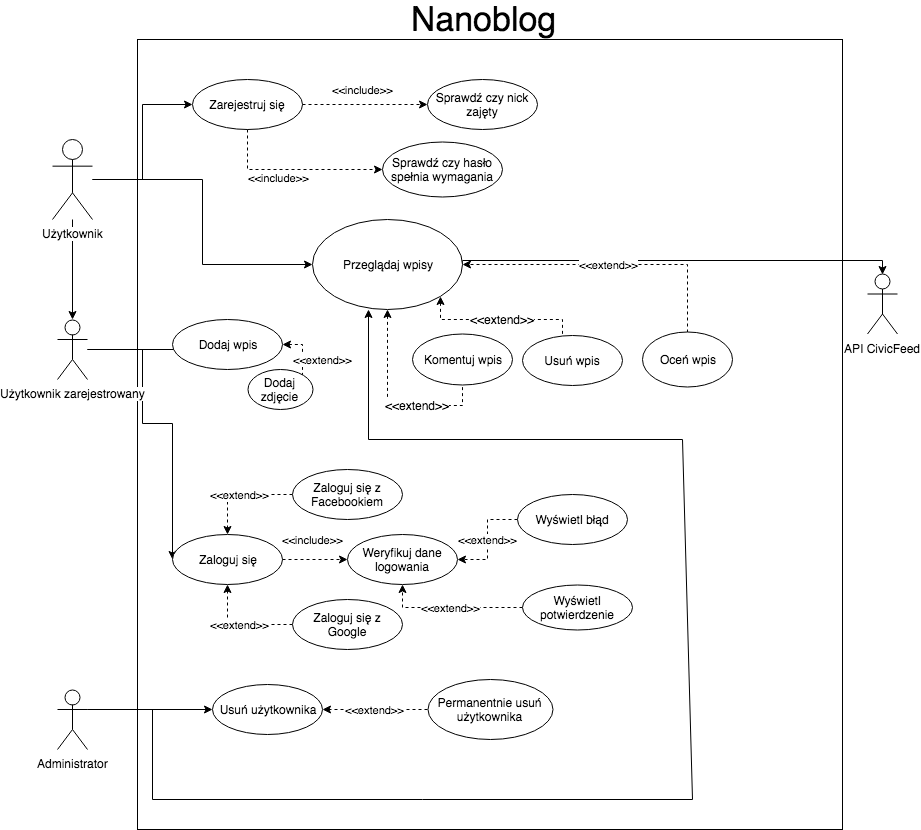 Nanoblog
Zarejestruj się
<<include>>
Sprawdź czy nick
zajęty
<<include>>
Sprawdź czy hasło
spełnia wymagania
Użytkownik
Przeglądaj wpisy
<<extend>>
API CivicFeed
Dodaj wpis
<<extend>>
Dodaj
zdjęcie
<<extend>>
Komentuj wpis
Usuń wpis
Oceń wpis
<<extend>>
Użytkownik zarejestrowany
<<extend>>
Zaloguj się z
Facebookiem
Zaloguj się
<<include>>
Weryfikuj dane
logowania
<<extend>>
Wyświetl błąd
<<extend>>
Zaloguj się z
Google
<<extend>>
Wyświetl
potwierdzenie
Administrator
Usuń użytkownika
<<extend>>
Permanentnie usuń
użytkownika